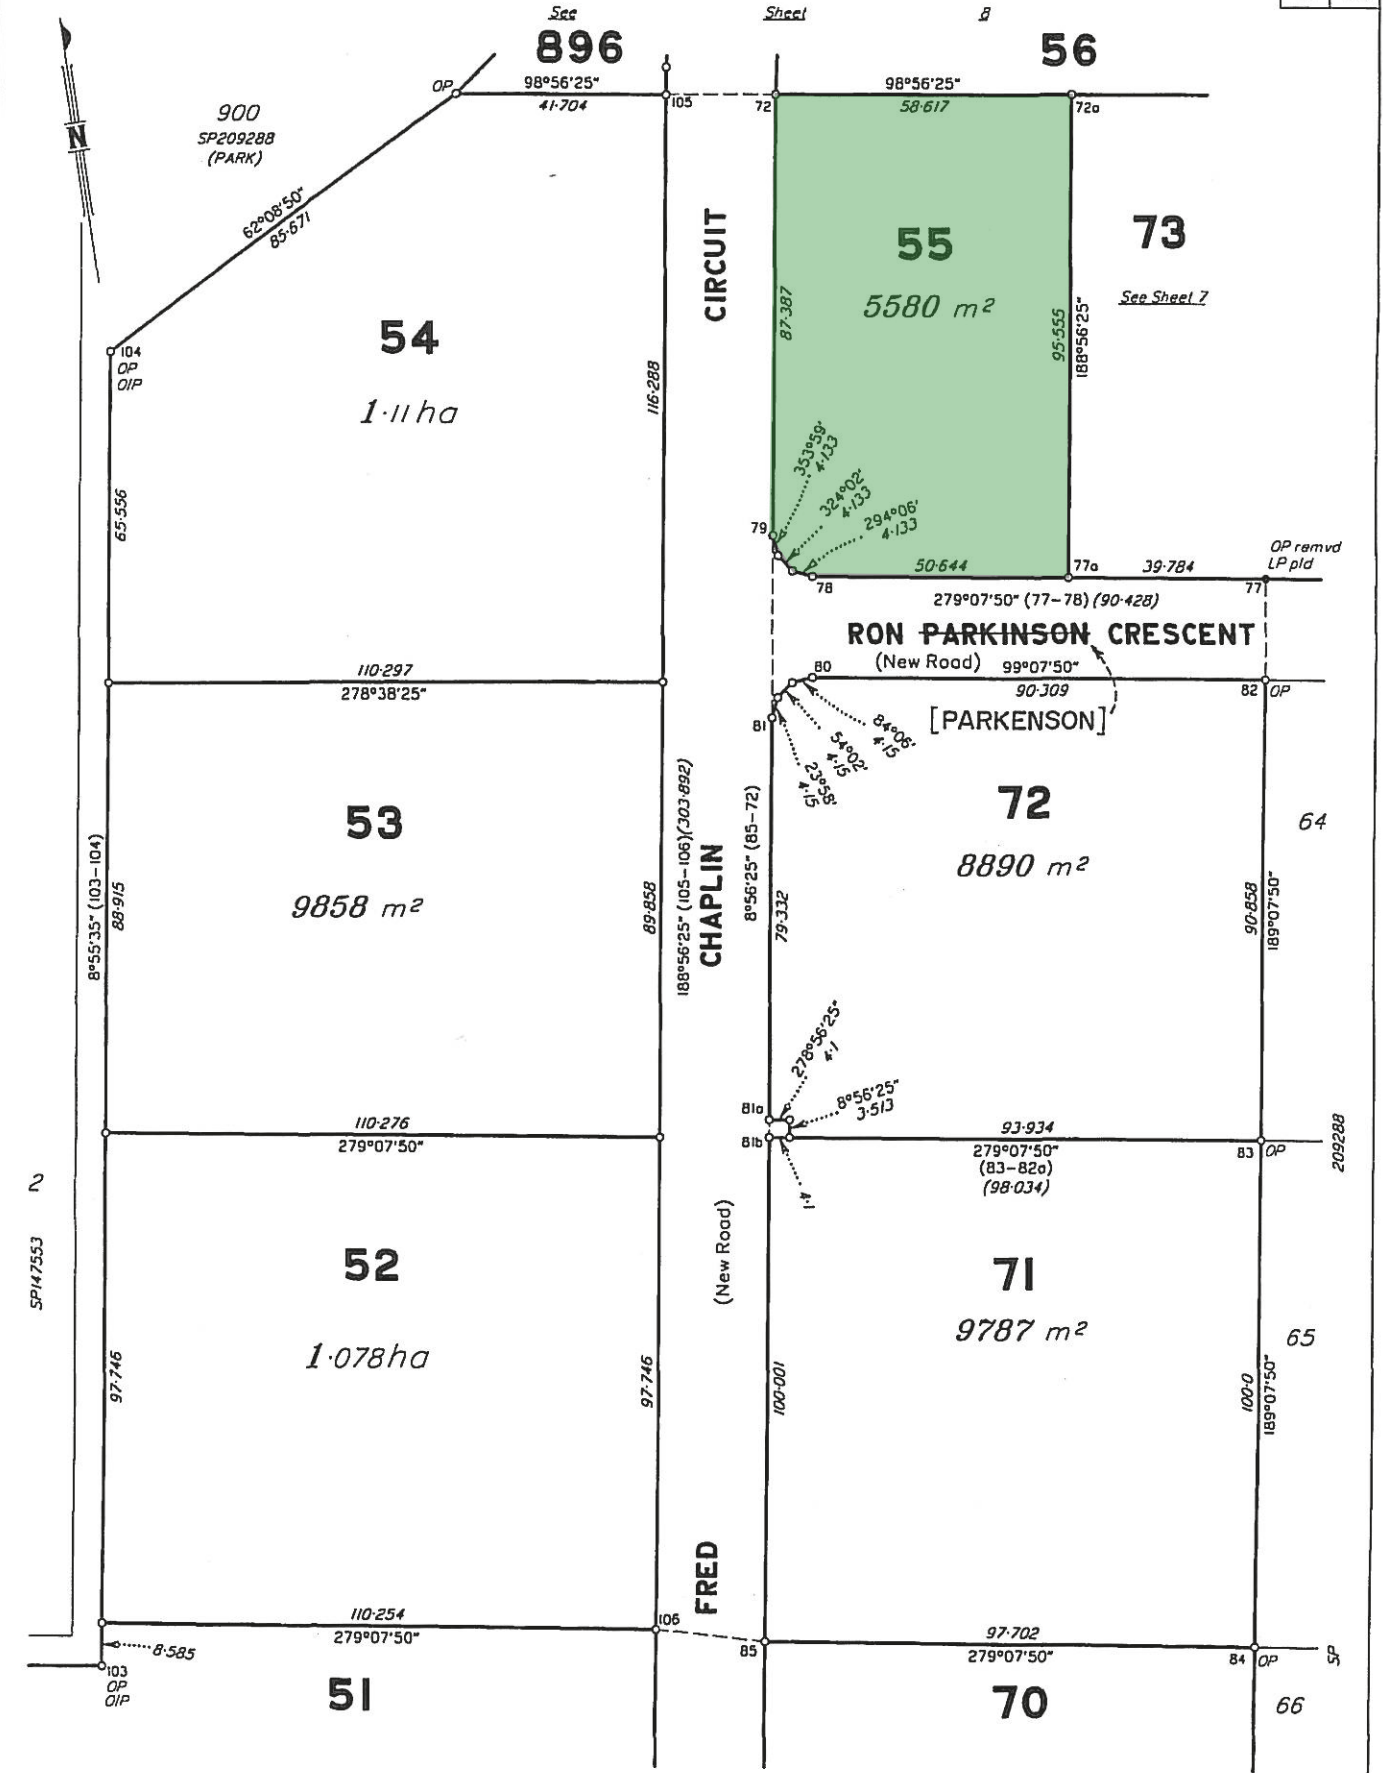 See Sheet 8
896
56
OP
98°56'25"
41·704
105
72
98°56'25"
58·617
72a
N
900
SP209288
(PARK)
62°08'50"
85·671
CIRCUIT
55
5580 m²
73
See Sheet 7
87·387
95·555
188°56'25"
104
OP
OIP
54
1·11 ha
116·288
65·556
353°59'
4·133
324°02'
4·133
294°06'
4·133
79
78
50·644
77a
39·784
OP remvd
LP pld
77
279°07'50" (77-78) (90·428)
RON PARKINSON CRESCENT
(New Road)
99°07'50"
80
90·309
82
OP
[PARKENSON]
110·297
278°38'25"
81
84°06'
4·15
54°02'
4·15
23°58'
4·15
53
9858 m²
8°55'35" (103-104)
88·915
89·858
188°56'25" (105-106)(303·892)
CHAPLIN
8°56'25" (85-72)
79·332
72
8890 m²
64
90·858
189°07'50"
278°56'25"
4·1
8°56'25"
3·513
81a
81b
4·1
110·276
279°07'50"
93·934
279°07'50"
(83-82a)
(98·034)
83
OP
209288
2
SP147553
52
1·078 ha
97·746
97·746
(New Road)
71
9787 m²
65
100·001
100·0
189°07'50"
FRED
110·254
279°07'50"
106
8·585
103
OP
OIP
85
97·702
279°07'50"
84
OP
SP
51
70
66